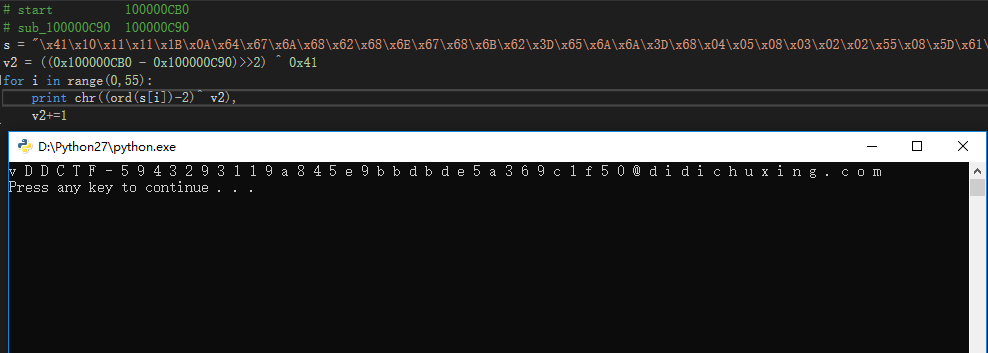 # start 100000CB0
# sub_100000C90 100000C90
s = "\x41\x10\x11\x11\x1B\x0A\x64\x67\x6A\x68\x62\x68\x6E\x67\x68\x6B\x62\x3D\x65\x6A\x6A\x3D\x68\x04\x05\x08\x03\x02\x02\x55\x08\x5D\x61\
v2 = ((0x100000CB0 - 0x100000C90)>>2) ^ 0x41
for i in range(0,55):
print chr((ord(s[i])-2)^ v2),
v2+=1
D:\Python27\python.exe
v D D C T F - 5 9 4 3 2 9 3 1 1 9 a 8 4 5 e 9 b b d b d e 5 a 3 6 9 c 1 f 5 0 @ d i d i c h u x i n g . c o m
Press any key to continue . . .